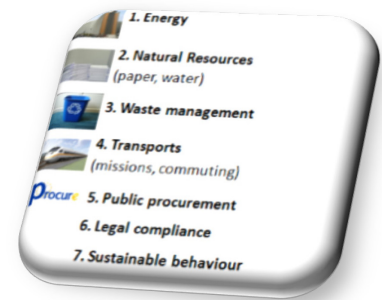 1. Energy
2. Natural Resources
(paper, water)
3. Waste management
4. Transports
(missions, commuting)
Procure 5. Public procurement
6. Legal compliance
7. Sustainable behaviour